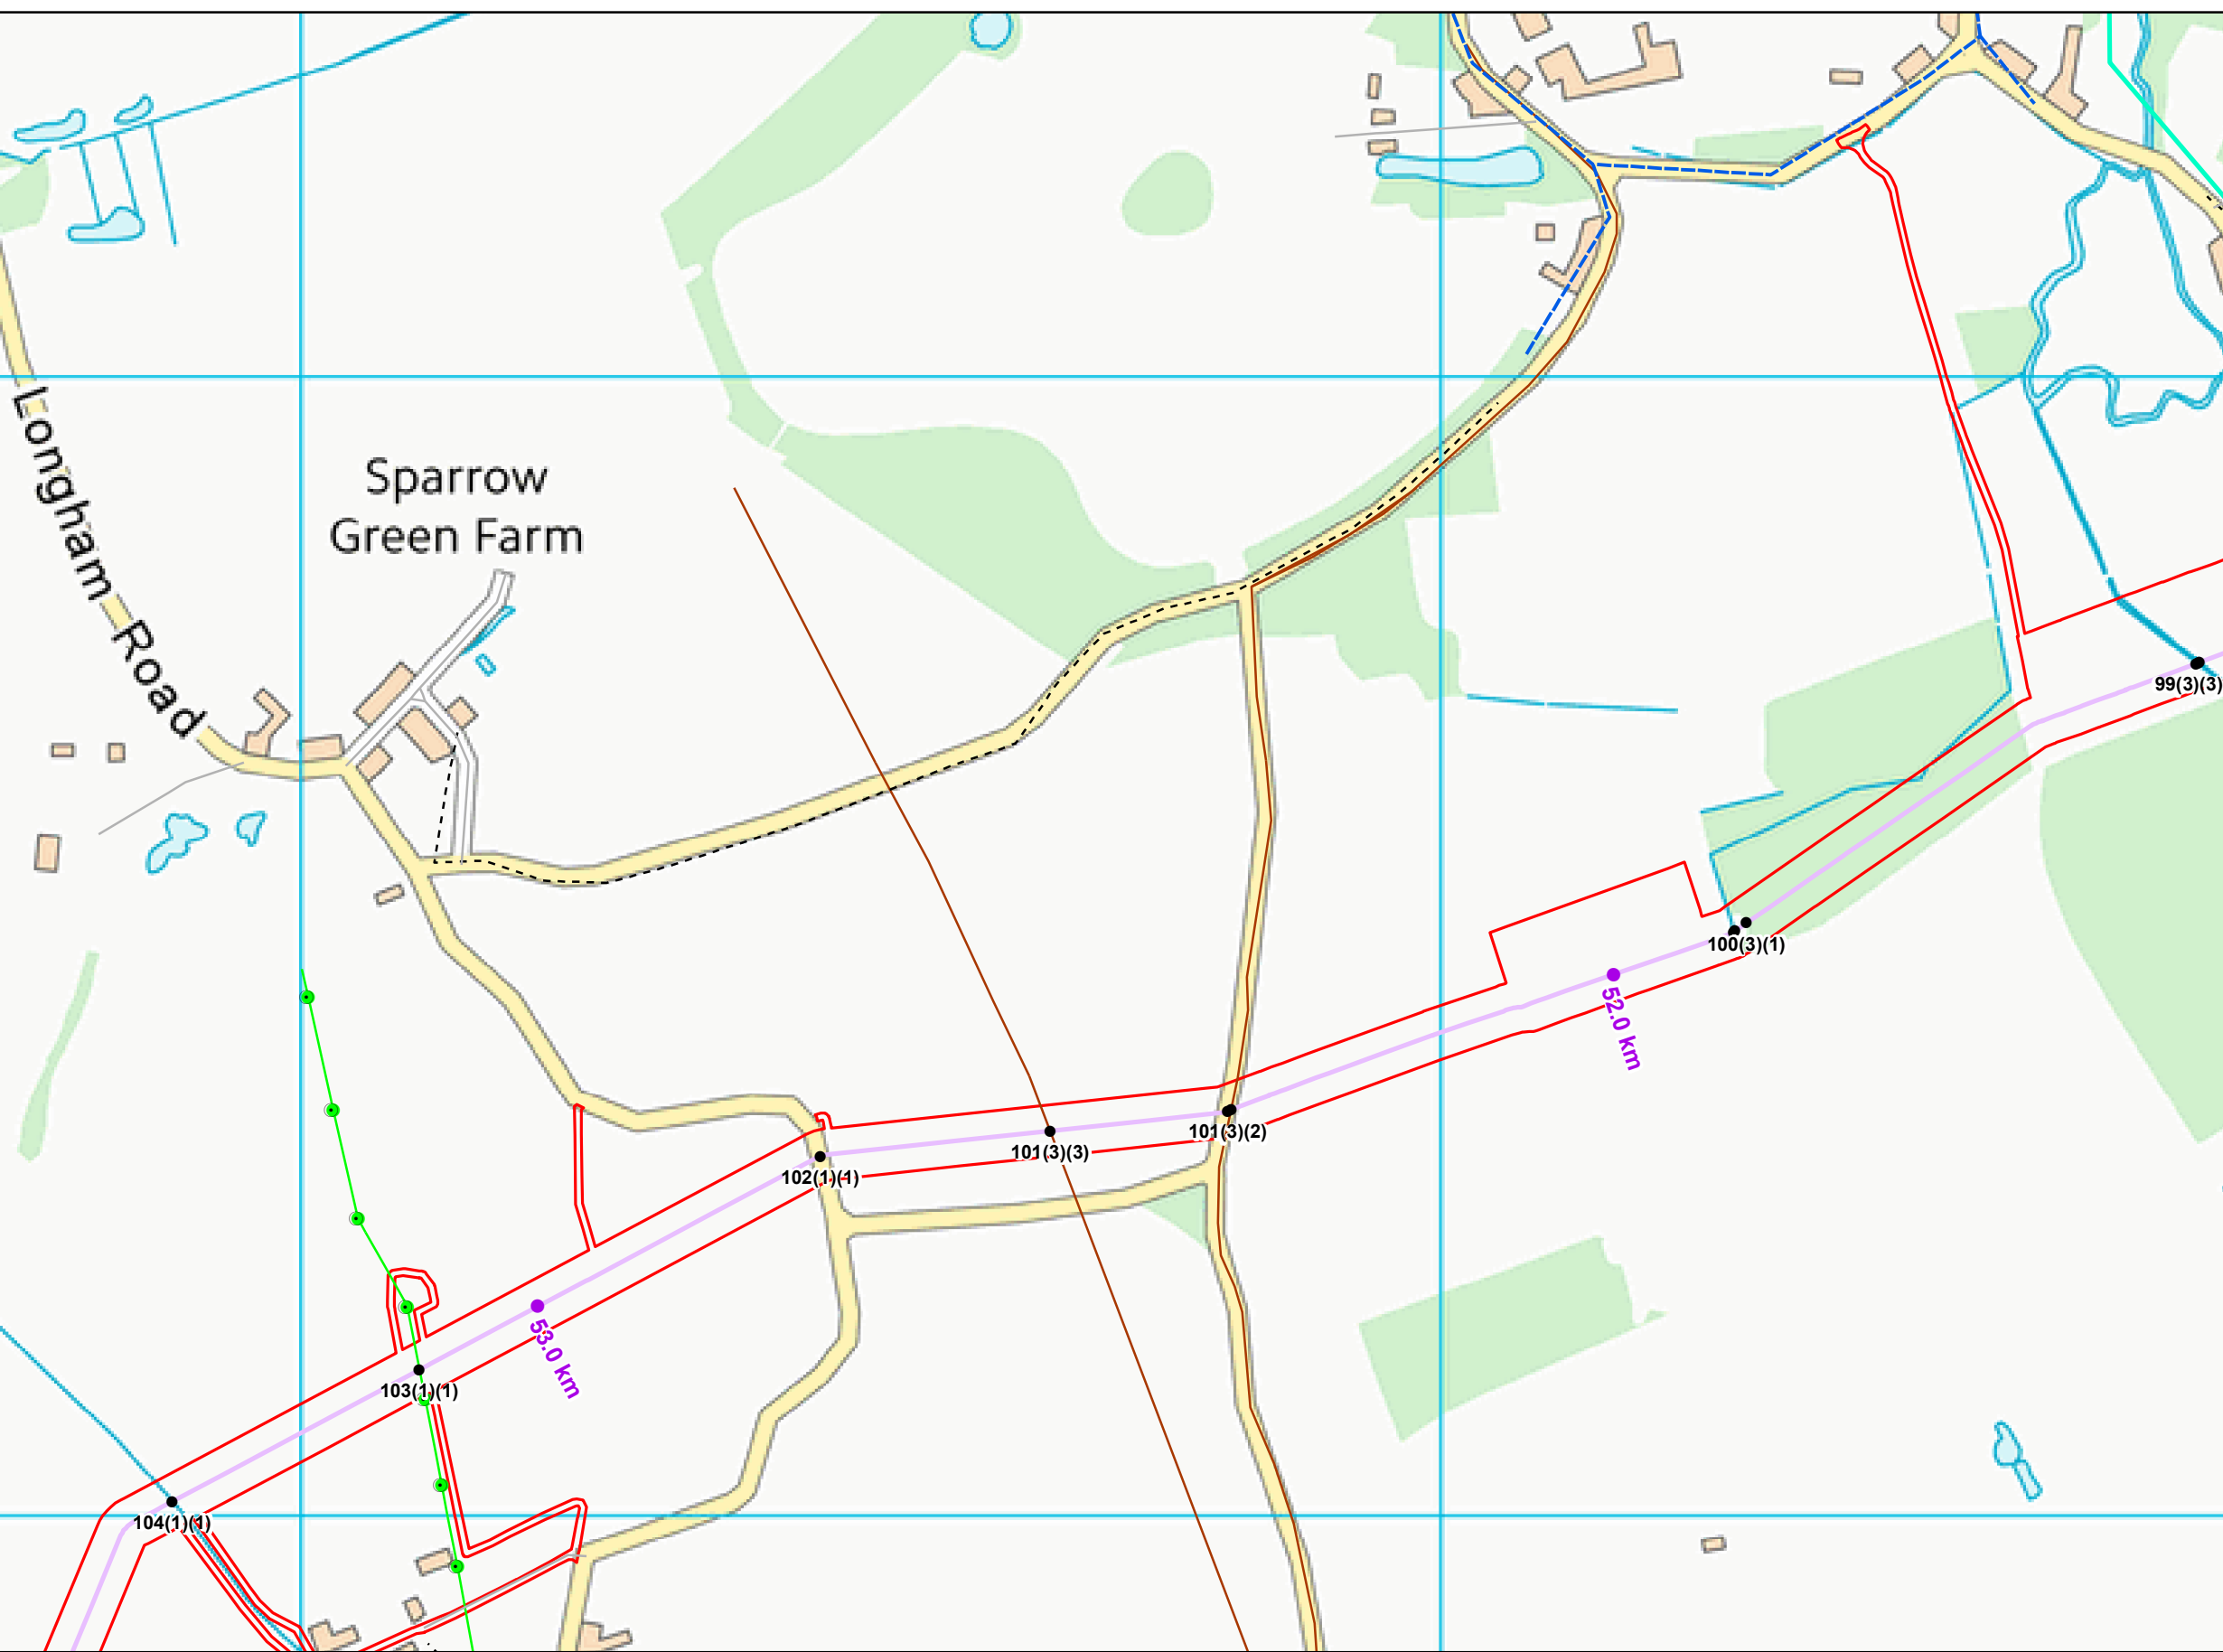 Longham Road
Sparrow
Green Farm
99(3)(3)
100(3)(1)
52.0 km
101(3)(2)
101(3)(3)
102(1)(1)
53.0 km
103(1)(1)
104(1)(1)